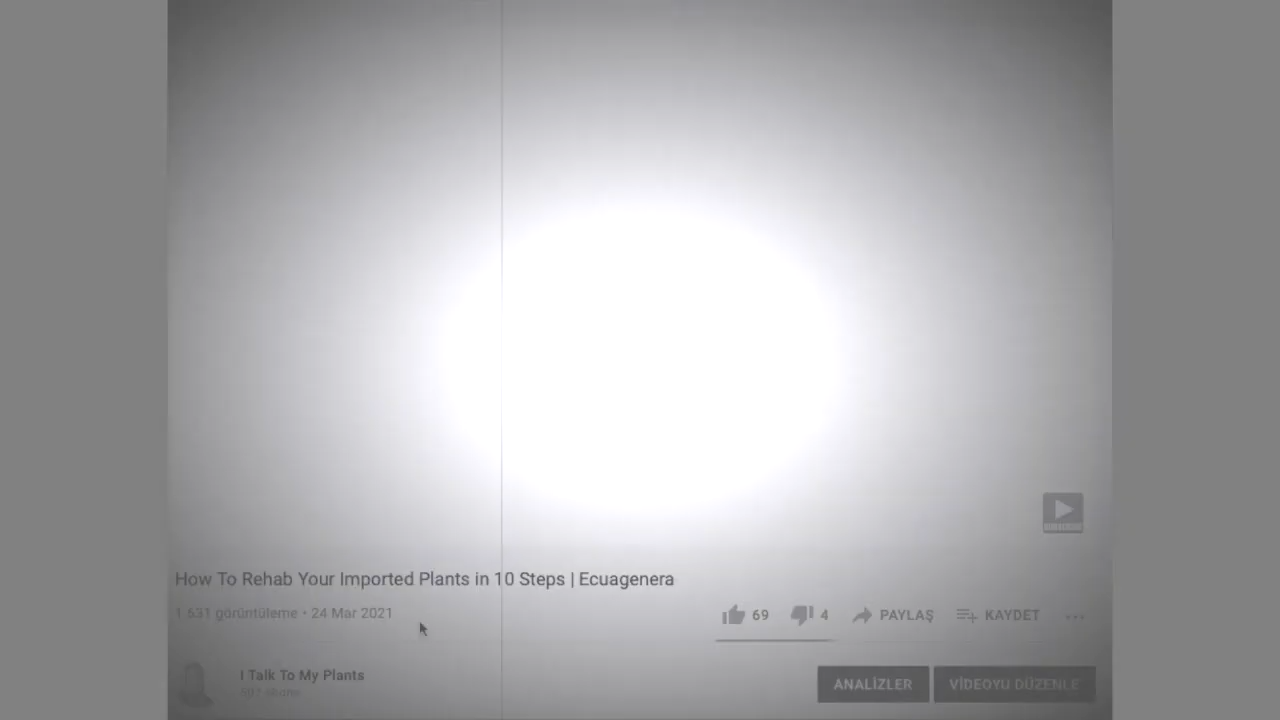 How To Rehab Your Imported Plants in 10 Steps | Ecuagenera
1 631 görüntüleme • 24 Mar 2021
69
4
PAYLAŞ
KAYDET
I Talk To My Plants
ANALİZLER
VİDEOYU DÜZENLE